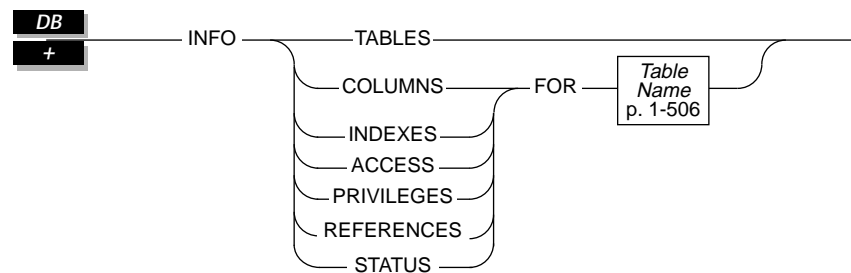 DB
+
INFO
TABLES
COLUMNS
FOR
Table
Name
p. 1-506
INDEXES
ACCESS
PRIVILEGES
REFERENCES
STATUS